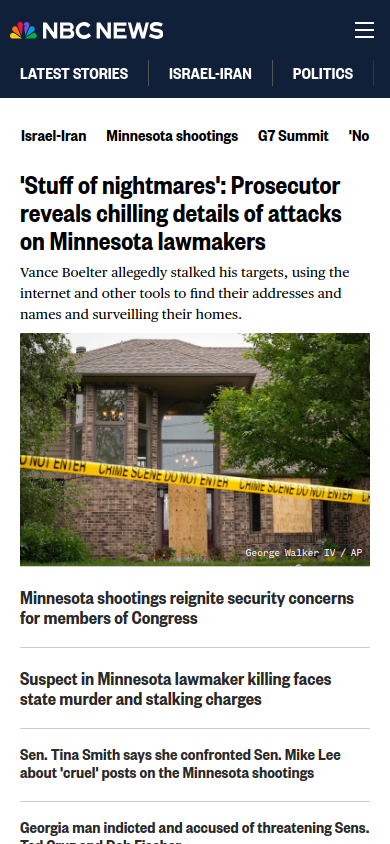 NBC NEWS
LATEST STORIES
ISRAEL-IRAN
POLITICS
Israel-Iran
Minnesota shootings
G7 Summit
'No
'Stuff of nightmares': Prosecutor
reveals chilling details of attacks
on Minnesota lawmakers
Vance Boelter allegedly stalked his targets, using the
internet and other tools to find their addresses and
names and surveilling their homes.
DO NOT ENTER CRIME SCENE DO NOT ENTER CRIME SCENE DO NOT ENTER
George Walker IV / AP
Minnesota shootings reignite security concerns
for members of Congress
Suspect in Minnesota lawmaker killing faces
state murder and stalking charges
Sen. Tina Smith says she confronted Sen. Mike Lee
about 'cruel' posts on the Minnesota shootings
Georgia man indicted and accused of threatening Sens.
Ted Cruz and Deb Fischer